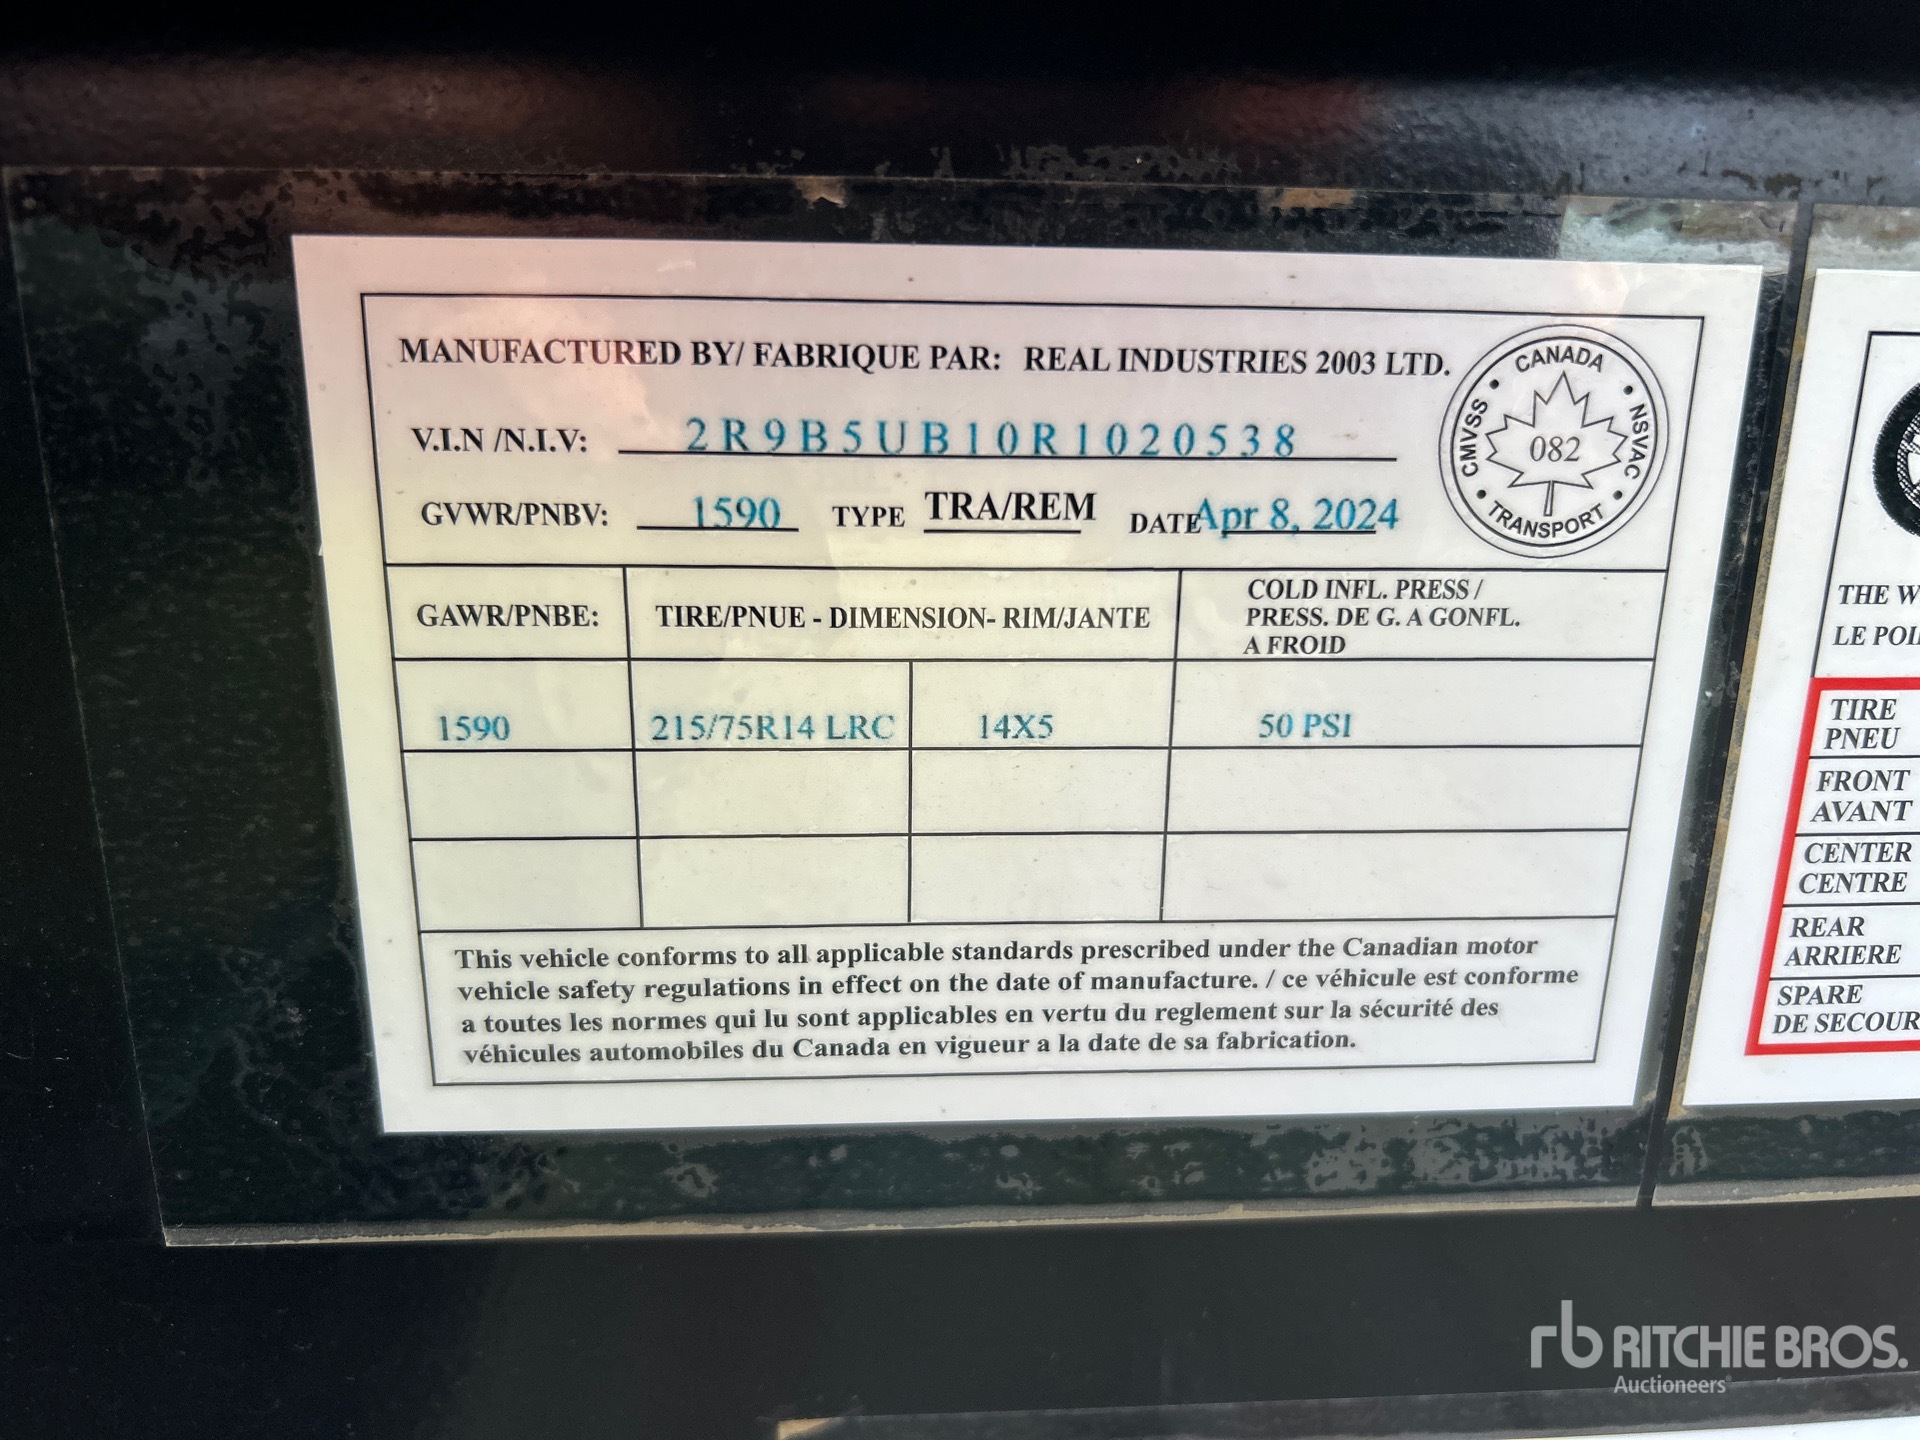 MANUFACTURED BY/ FABRIQUE PAR: REAL INDUSTRIES 2003 LTD.
V.I.N /N.I.V: 2R9B5UB10R1020538
GVWR/PNBV: 1590 TYPE TRA/REM DATE Apr 8, 2024
CANADA
CMVSS
082
NSVAC
TRANSPORT
GAWR/PNBE: TIRE/PNUE - DIMENSION- RIM/JANTE
COLD INFL. PRESS /
PRESS. DE G. A GONFL.
A FROID
1590 215/75R14 LRC 14X5 50 PSI
This vehicle conforms to all applicable standards prescribed under the Canadian motor
vehicle safety regulations in effect on the date of manufacture. / ce véhicule est conforme
a toutes les normes qui lu sont applicables en vertu du reglement sur la sécurité des
véhicules automobiles du Canada en vigueur a la date de sa fabrication.
THE
LE
TIRE
PNEU
FRONT
AVANT
CENTER
CENTRE
REAR
ARRIERE
SPARE
DE SECOUR
rb RITCHIE BROS.
Auctioneers